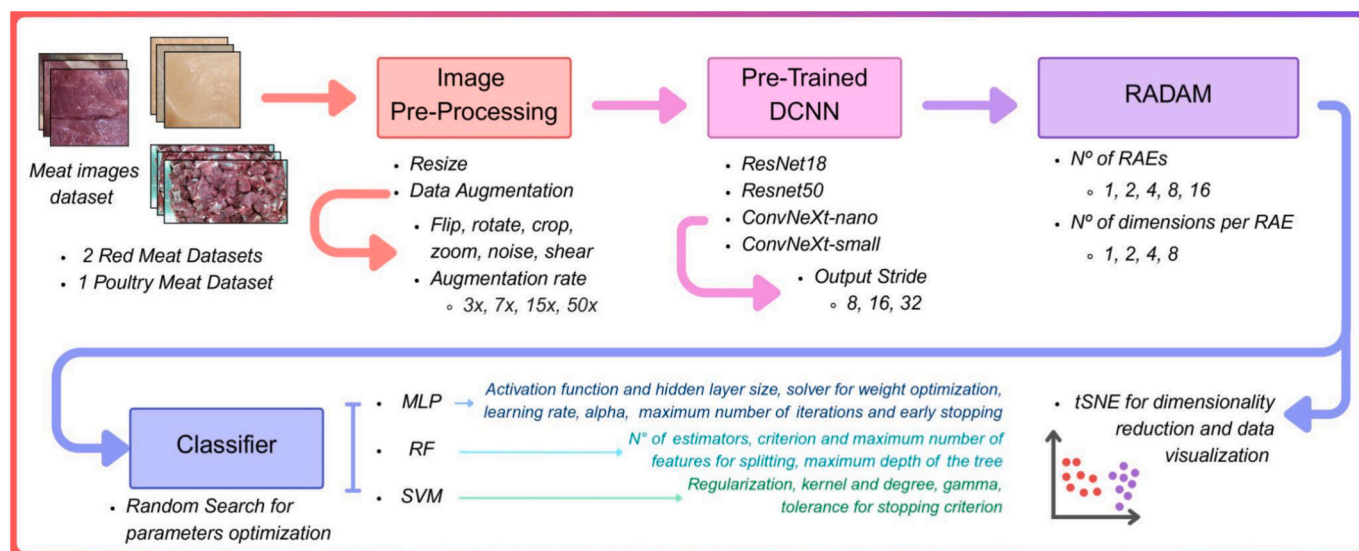 Meat images
dataset
• 2 Red Meat Datasets
• 1 Poultry Meat Dataset
Image
Pre-Processing
• Resize
• Data Augmentation
• Flip, rotate, crop,
zoom, noise, shear
• Augmentation rate
◦ 3x, 7x, 15x, 50x
Pre-Trained
DCNN
• ResNet18
• Resnet50
• ConvNeXt-nano
• ConvNeXt-small
• Output Stride
◦ 8, 16, 32
RADAM
• Nº of RAEs
◦ 1, 2, 4, 8, 16
• Nº of dimensions per RAE
◦ 1, 2, 4, 8
Classifier
• Random Search for
parameters optimization
• MLP
Activation function and hidden layer size, solver for weight optimization,
learning rate, alpha, maximum number of iterations and early stopping
• RF
N° of estimators, criterion and maximum number of
features for splitting, maximum depth of the tree
• SVM
Regularization, kernel and degree, gamma,
tolerance for stopping criterion
• tSNE for dimensionality
reduction and data
visualization